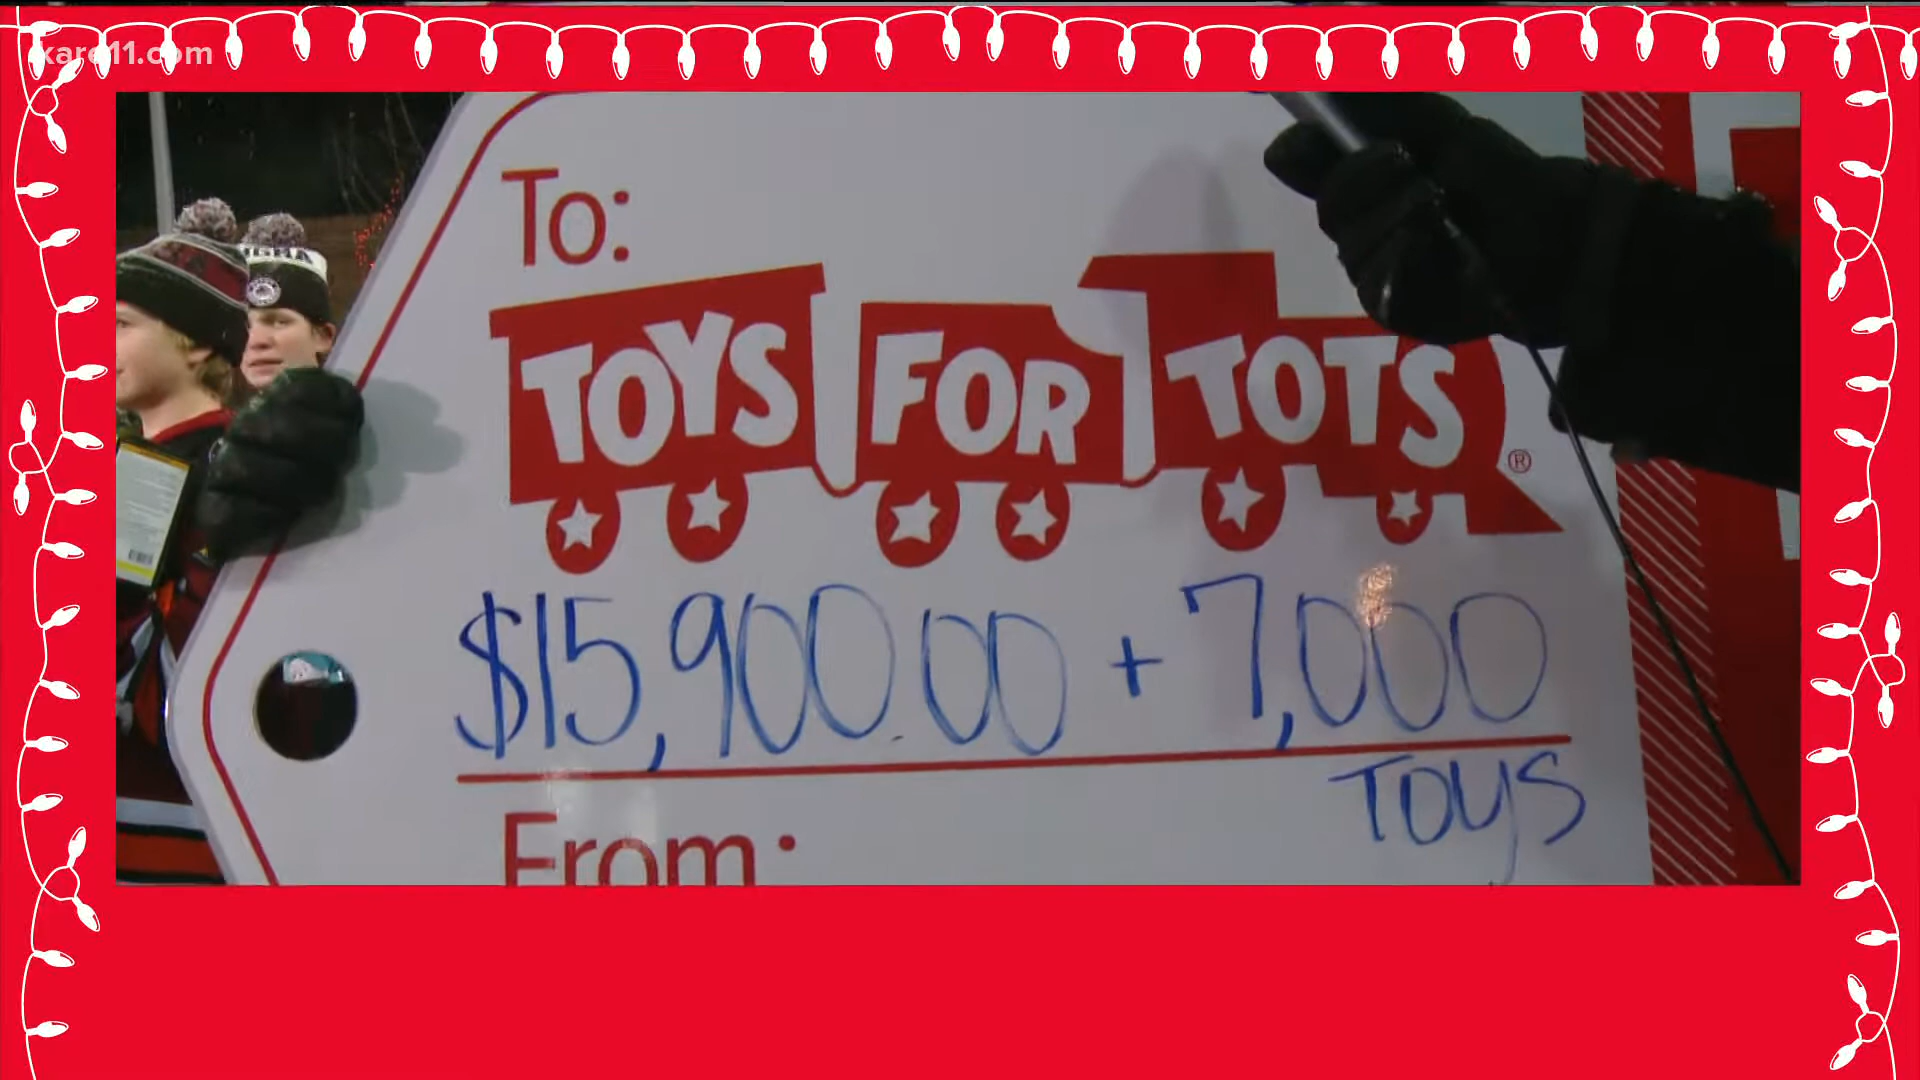 kare11.com
To:
TOYS FOR TOTS®
$15,900.00 + 7,000
TOYS
From: